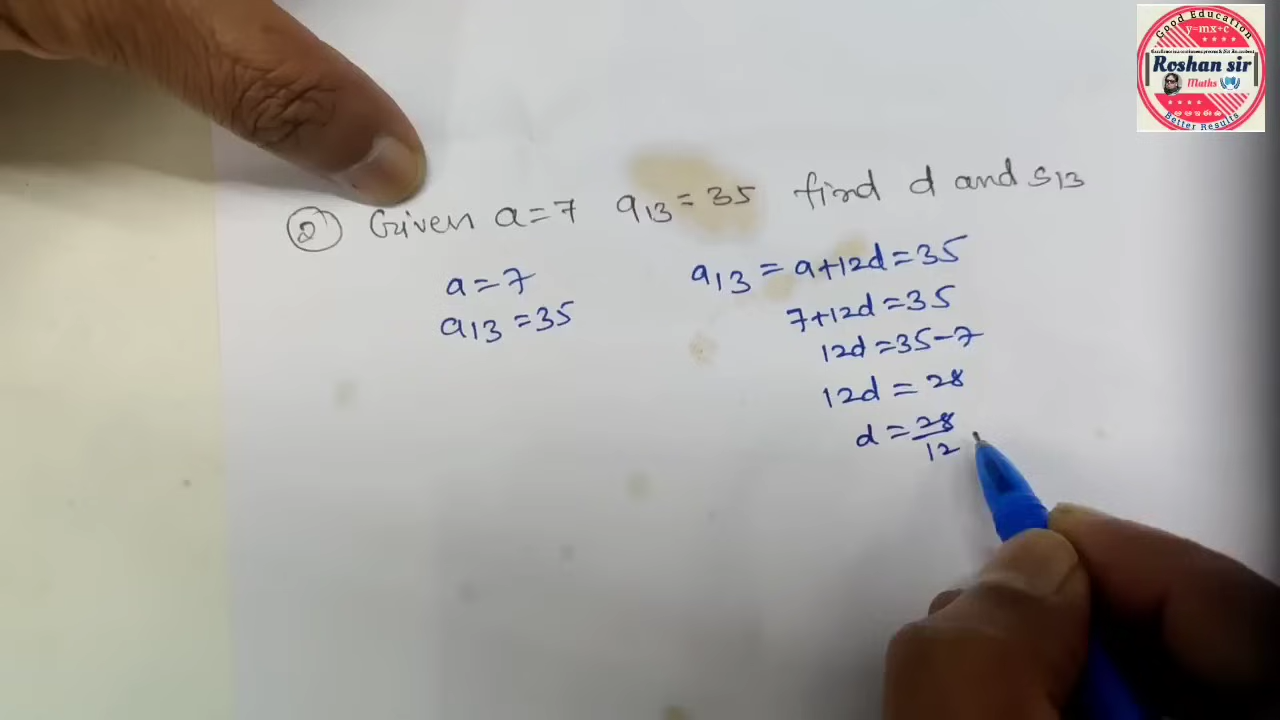 Good Education
y=mx+c
Roshan sir
Maths
Better Results
2) Given a=7 a13=35 find d and S13
a=7
a13=35
a13=a+12d=35
7+12d=35
12d=35-7
12d=28
d=28/12